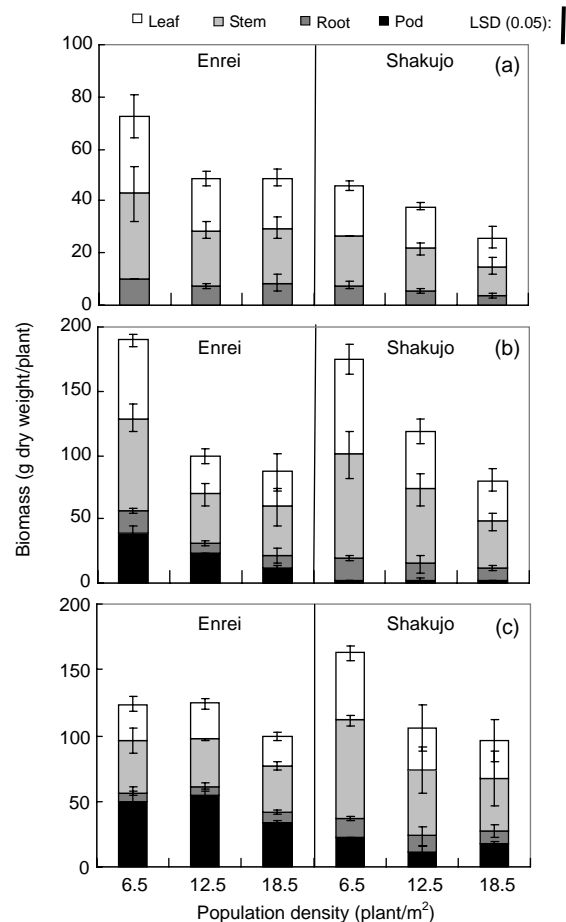 Leaf Stem Root Pod LSD (0.05):
100
80
60
40
20
0
Enrei Shakujo (a)
200
150
100
50
0
Enrei Shakujo (b)
200
150
100
50
0
Enrei Shakujo (c)
6.5 12.5 18.5 6.5 12.5 18.5
Population density (plant/m²)
Biomass (g dry weight/plant)